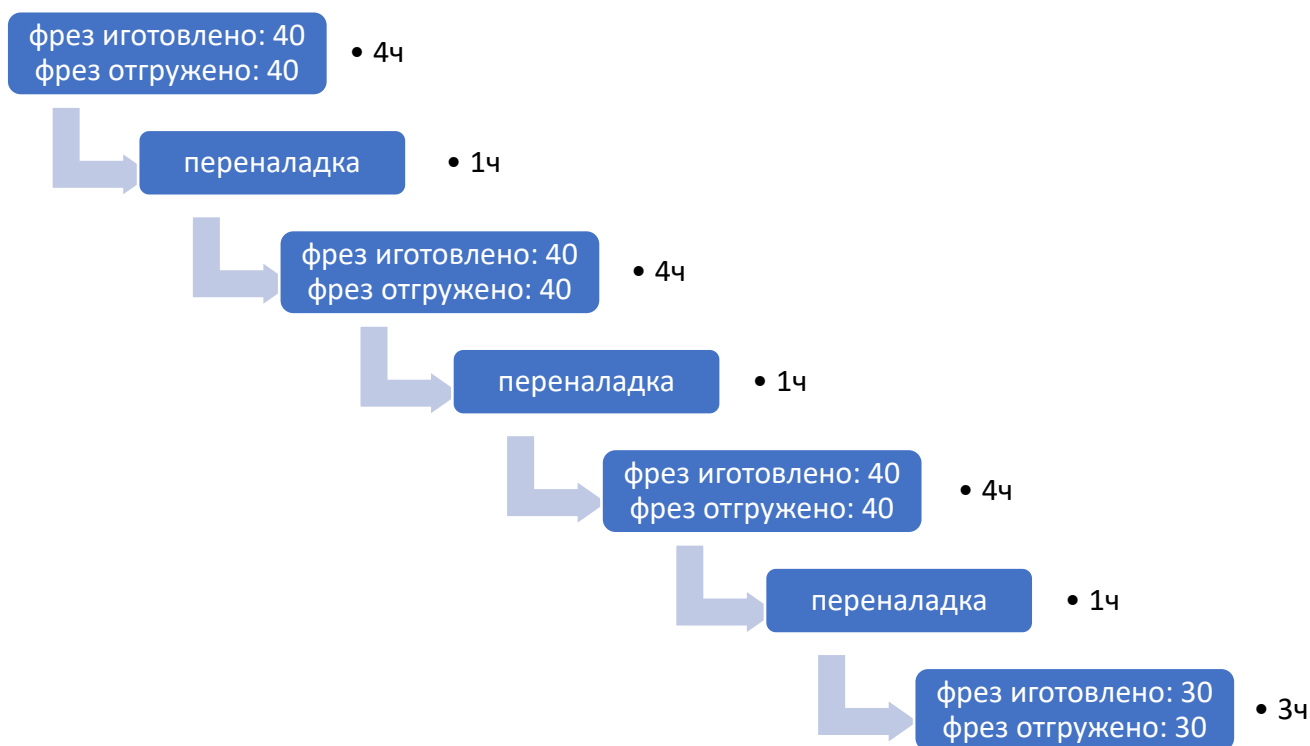 фрез иготовлено: 40
фрез отгружено: 40
• 4ч
переналадка
• 1ч
фрез иготовлено: 40
фрез отгружено: 40
• 4ч
переналадка
• 1ч
фрез иготовлено: 40
фрез отгружено: 40
• 4ч
переналадка
• 1ч
фрез иготовлено: 30
фрез отгружено: 30
• 3ч